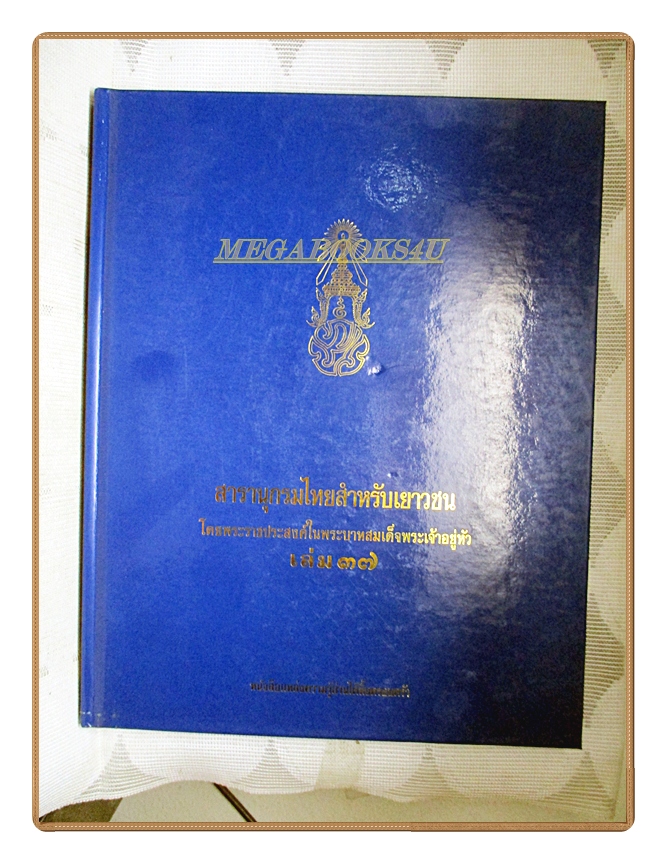 MEGABOOKS4U
สารานุกรมไทยสำหรับเยาวชน
โดยพระราชประสงค์ในพระบาทสมเด็จพระเจ้าอยู่หัว
เล่ม ๓๗